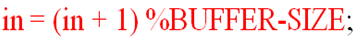 in = (in + 1) %BUFFER-SIZE;